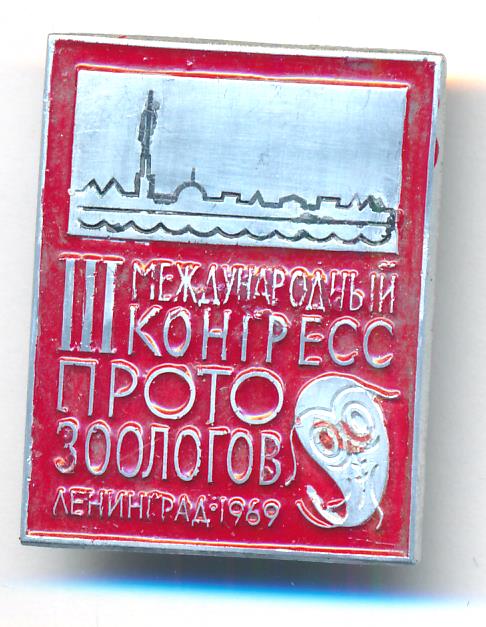 III МЕЖДУНАРОДНЫЙ
КОНГРЕСС
ПРОТО
ЗООЛОГОВ
ЛЕНИНГРАД·1969